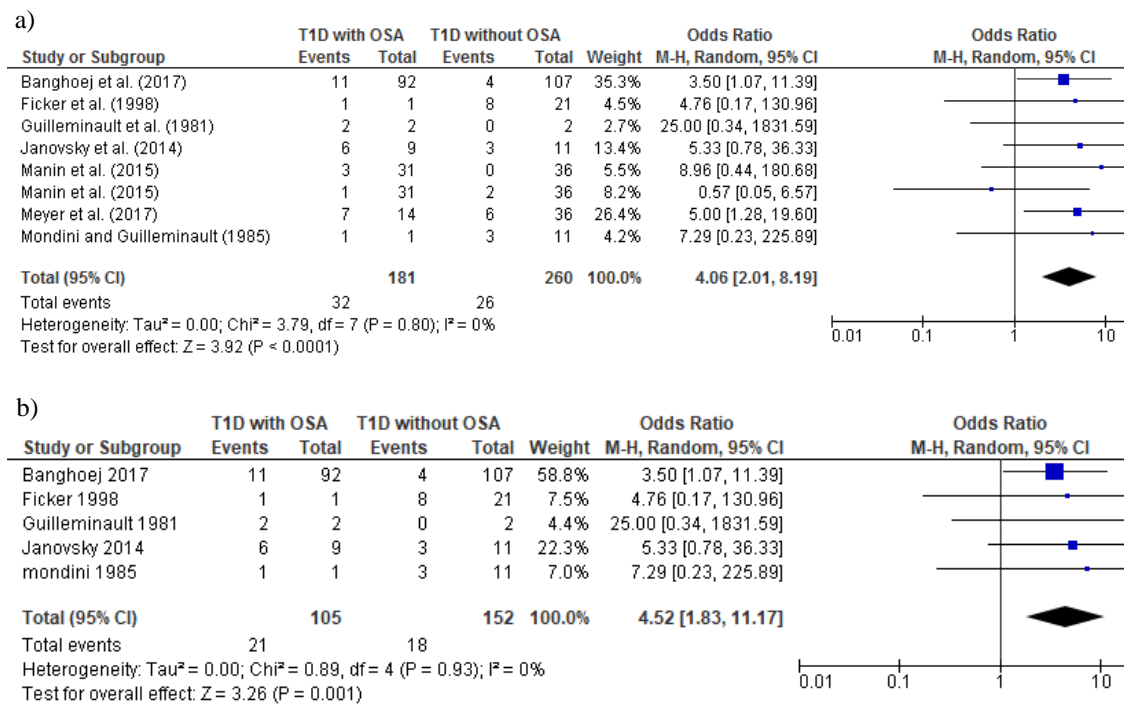 a)
T1D with OSA T1D without OSA Odds Ratio Odds Ratio
Study or Subgroup Events Total Events Total Weight M-H, Random, 95% CI M-H, Random, 95% CI
Banghoej et al. (2017) 11 92 4 107 35.3% 3.50 [1.07, 11.39]
Ficker et al. (1998) 1 1 8 21 4.5% 4.76 [0.17, 130.96]
Guilleminault et al. (1981) 2 2 0 2 2.7% 25.00 [0.34, 1831.59]
Janovsky et al. (2014) 6 9 3 11 13.4% 5.33 [0.78, 36.33]
Manin et al. (2015) 3 31 0 36 5.5% 8.96 [0.44, 180.68]
Manin et al. (2015) 1 31 2 36 8.2% 0.57 [0.05, 6.57]
Meyer et al. (2017) 7 14 6 36 26.4% 5.00 [1.28, 19.60]
Mondini and Guilleminault (1985) 1 1 3 11 4.2% 7.29 [0.23, 225.89]
Total (95% CI) 181 260 100.0% 4.06 [2.01, 8.19]
Total events 32 26
Heterogeneity: Tau² = 0.00; Chi² = 3.79, df = 7 (P = 0.80); I² = 0%
Test for overall effect: Z = 3.92 (P < 0.0001)
0.01 0.1 1 10
b)
T1D with OSA T1D without OSA Odds Ratio Odds Ratio
Study or Subgroup Events Total Events Total Weight M-H, Random, 95% CI M-H, Random, 95% CI
Banghoej 2017 11 92 4 107 58.8% 3.50 [1.07, 11.39]
Ficker 1998 1 1 8 21 7.5% 4.76 [0.17, 130.96]
Guilleminault 1981 2 2 0 2 4.4% 25.00 [0.34, 1831.59]
Janovsky 2014 6 9 3 11 22.3% 5.33 [0.78, 36.33]
mondini 1985 1 1 3 11 7.0% 7.29 [0.23, 225.89]
Total (95% CI) 105 152 100.0% 4.52 [1.83, 11.17]
Total events 21 18
Heterogeneity: Tau² = 0.00; Chi² = 0.89, df = 4 (P = 0.93); I² = 0%
Test for overall effect: Z = 3.26 (P = 0.001)
0.01 0.1 1 10